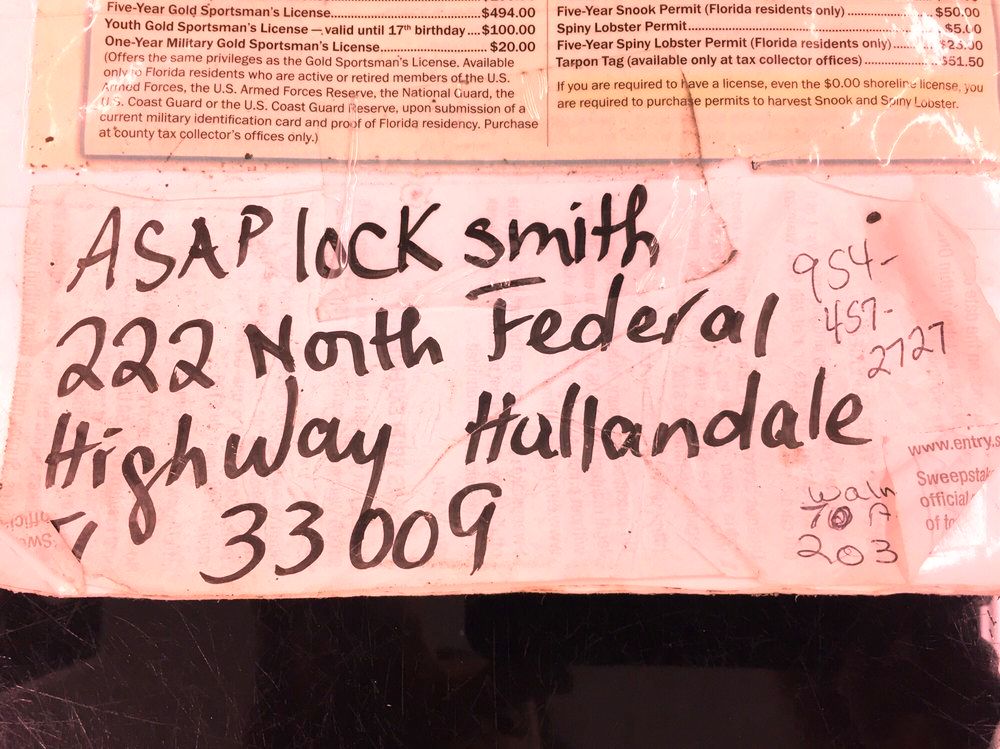 Five-Year Gold Sportsman's License....................$494.00
Youth Gold Sportsman's License — valid until 17th birthday....$100.00
One-Year Military Gold Sportsman's License....................$20.00
(Offers the same privileges as the Gold Sportsman's License. Available
only to Florida residents who are active or retired members of the U.S.
Armed Forces, the U.S. Armed Forces Reserve, the National Guard, the
U.S. Coast Guard or the U.S. Coast Guard Reserve, upon submission of a
current military identification card and proof of Florida residency. Purchase
at county tax collector's offices only.)
Five-Year Snook Permit (Florida residents only)....................$50.00
Spiny Lobster Permit....................$5.00
Five-Year Spiny Lobster Permit (Florida residents only)........
Tarpon Tag (available only at tax collector offices)....................$51.50
If you are required to have a license, even the $0.00 shoreline license, you
are required to purchase permits to harvest Snook and Spiny Lobster.
ASAP lock smith
222 North Federal
Highway Hallandale
33009
954-
457-
2727
www.entry.s
Sweepstak
official
of to
TO A
203